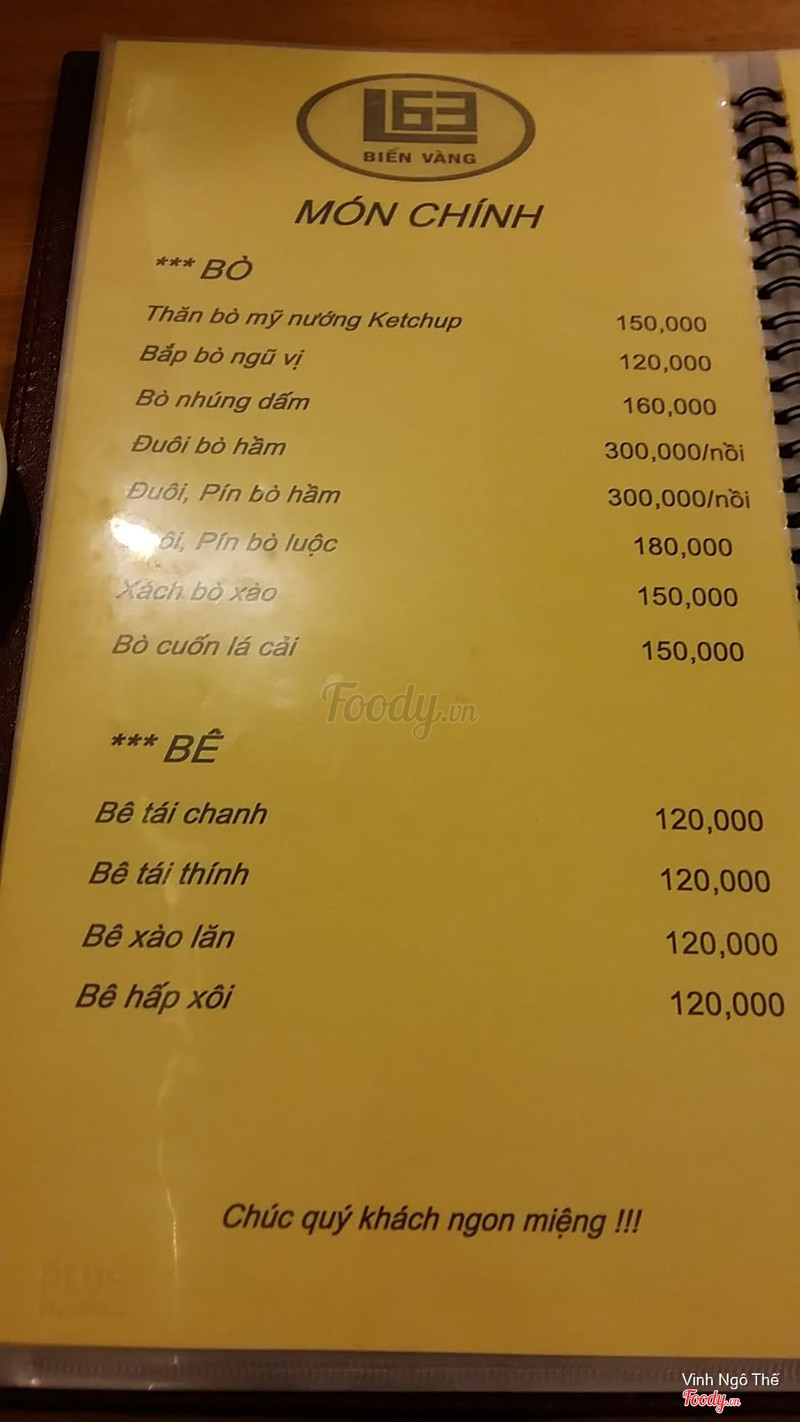 L63
BIỂN VÀNG
MÓN CHÍNH
*** BÒ
Thăn bò mỹ nướng Ketchup 150,000
Bắp bò ngũ vị 120,000
Bò nhúng dấm 160,000
Đuôi bò hầm 300,000/nồi
Đuôi, Pín bò hầm 300,000/nồi
Pín bò luộc 180,000
Xách bò xào 150,000
Bò cuốn lá cải 150,000
Foody.vn
*** BÊ
Bê tái chanh 120,000
Bê tái thính 120,000
Bê xào lăn 120,000
Bê hấp xôi 120,000
Chúc quý khách ngon miệng !!!
PLUS
Vinh Ngô Thế
Foody.vn